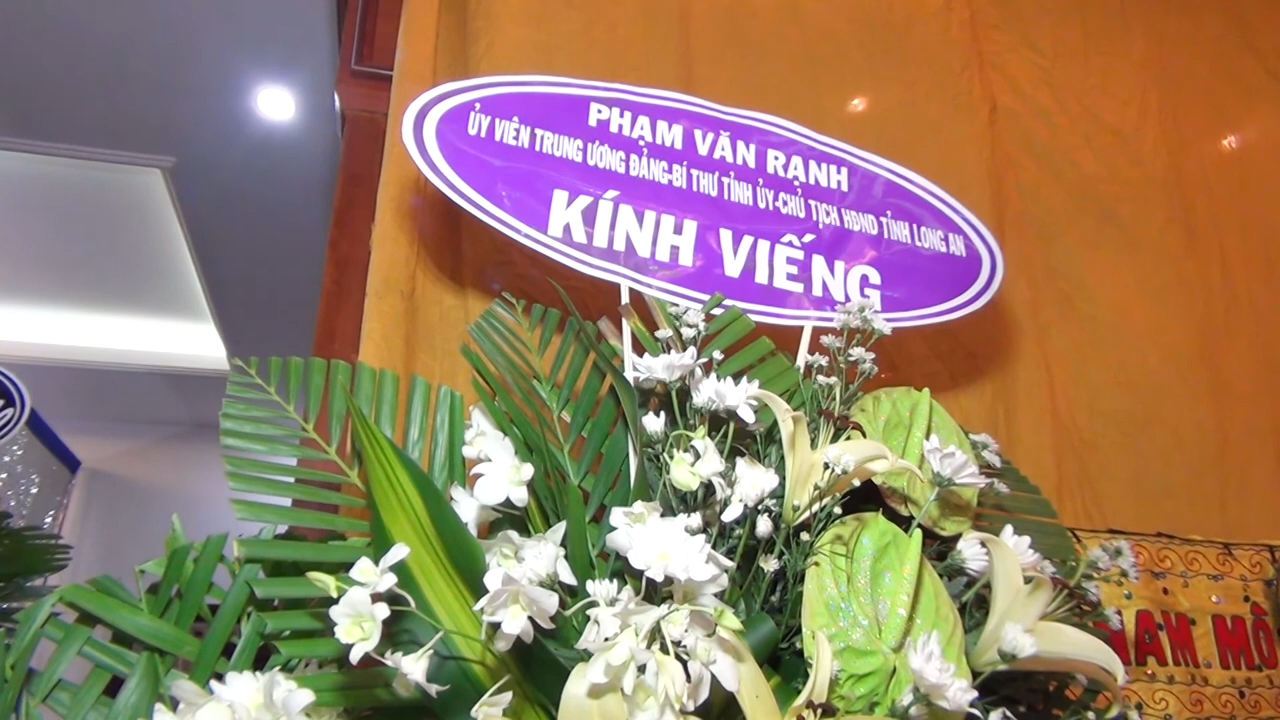 PHẠM VĂN RẠNH
ỦY VIÊN TRUNG ƯƠNG ĐẢNG-BÍ THƯ TỈNH ỦY-CHỦ TỊCH HĐND TỈNH LONG AN
KÍNH VIẾNG
NAM MÔ